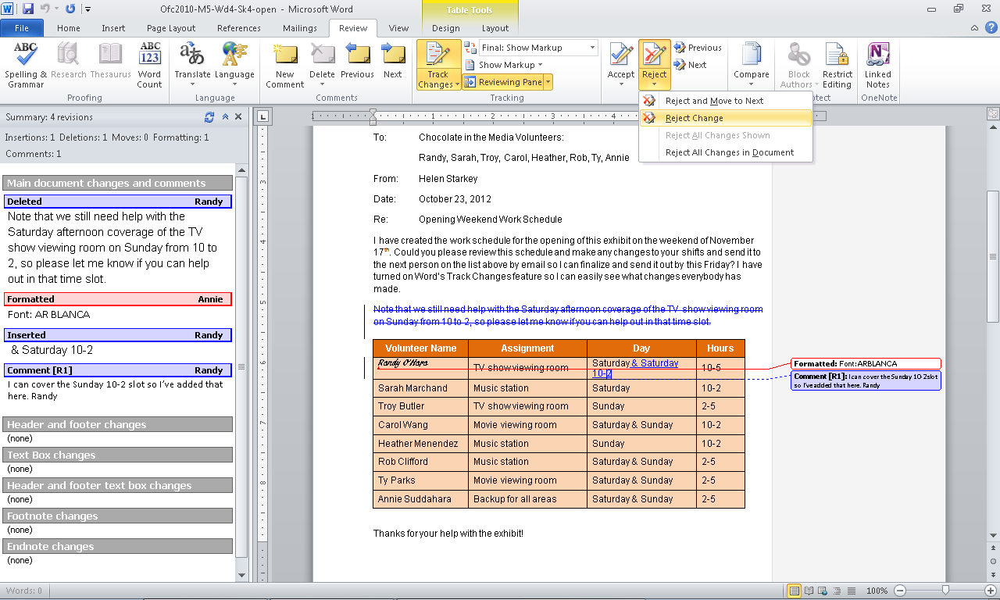 Ofc2010-M5-Wd4-Sk4-open - Microsoft Word
Table Tools
File Home Insert Page Layout References Mailings Review View Design Layout
Spelling & Grammar
Research
Thesaurus
ABC 123 Word Count
Proofing
Translate
Language
Language
New Comment
Delete
Previous
Next
Comments
Track Changes
Final: Show Markup
Show Markup
Reviewing Pane
Tracking
Accept
Reject
Previous
Next
Compare
Block Authors
Restrict Editing
Linked Notes
OneNote
Reject and Move to Next
Reject Change
Reject All Changes Shown
Reject All Changes in Document
Summary: 4 revisions
Insertions: 1 Deletions: 1 Moves: 0 Formatting: 1
Comments: 1
Main document changes and comments
Deleted Randy
Note that we still need help with the
Saturday afternoon coverage of the TV
show viewing room on Sunday from 10 to
2, so please let me know if you can help
out in that time slot.
Formatted Annie
Font: AR BLANCA
Inserted Randy
& Saturday 10-2
Comment [R1] Randy
I can cover the Sunday 10-2 slot so I've added that
here. Randy
Header and footer changes
(none)
Text Box changes
(none)
Header and footer text box changes
(none)
Footnote changes
(none)
Endnote changes
(none)
To: Chocolate in the Media Volunteers:
Randy, Sarah, Troy, Carol, Heather, Rob, Ty, Annie
From: Helen Starkey
Date: October 23, 2012
Re: Opening Weekend Work Schedule
I have created the work schedule for the opening of this exhibit on the weekend of November
17th. Could you please review this schedule and make any changes to your shifts and send it to
the next person on the list above by email so I can finalize and send it out by this Friday? I have
turned on Word's Track Changes feature so I can easily see what changes everybody has
made.
Note that we still need help with the Saturday afternoon coverage of the TV show viewing room
on Sunday from 10 to 2, so please let me know if you can help out in that time slot.
Volunteer Name Assignment Day Hours
Randy O'Hara TV show viewing room Saturday & Saturday 10-5
10-2
Sarah Marchand Music station Saturday 10-2
Troy Butler TV show viewing room Sunday 2-5
Carol Wang Movie viewing room Saturday & Sunday 10-2
Heather Menendez Music station Sunday 10-2
Rob Clifford Music station Saturday & Sunday 2-5
Ty Parks Movie viewing room Saturday & Sunday 2-5
Annie Suddahara Backup for all areas Saturday & Sunday 2-5
Thanks for your help with the exhibit!
Formatted: Font: AR BLANCA
Comment [R1]: I can cover the Sunday 10-2 slot
so I've added that here. Randy
Words: 0
100%